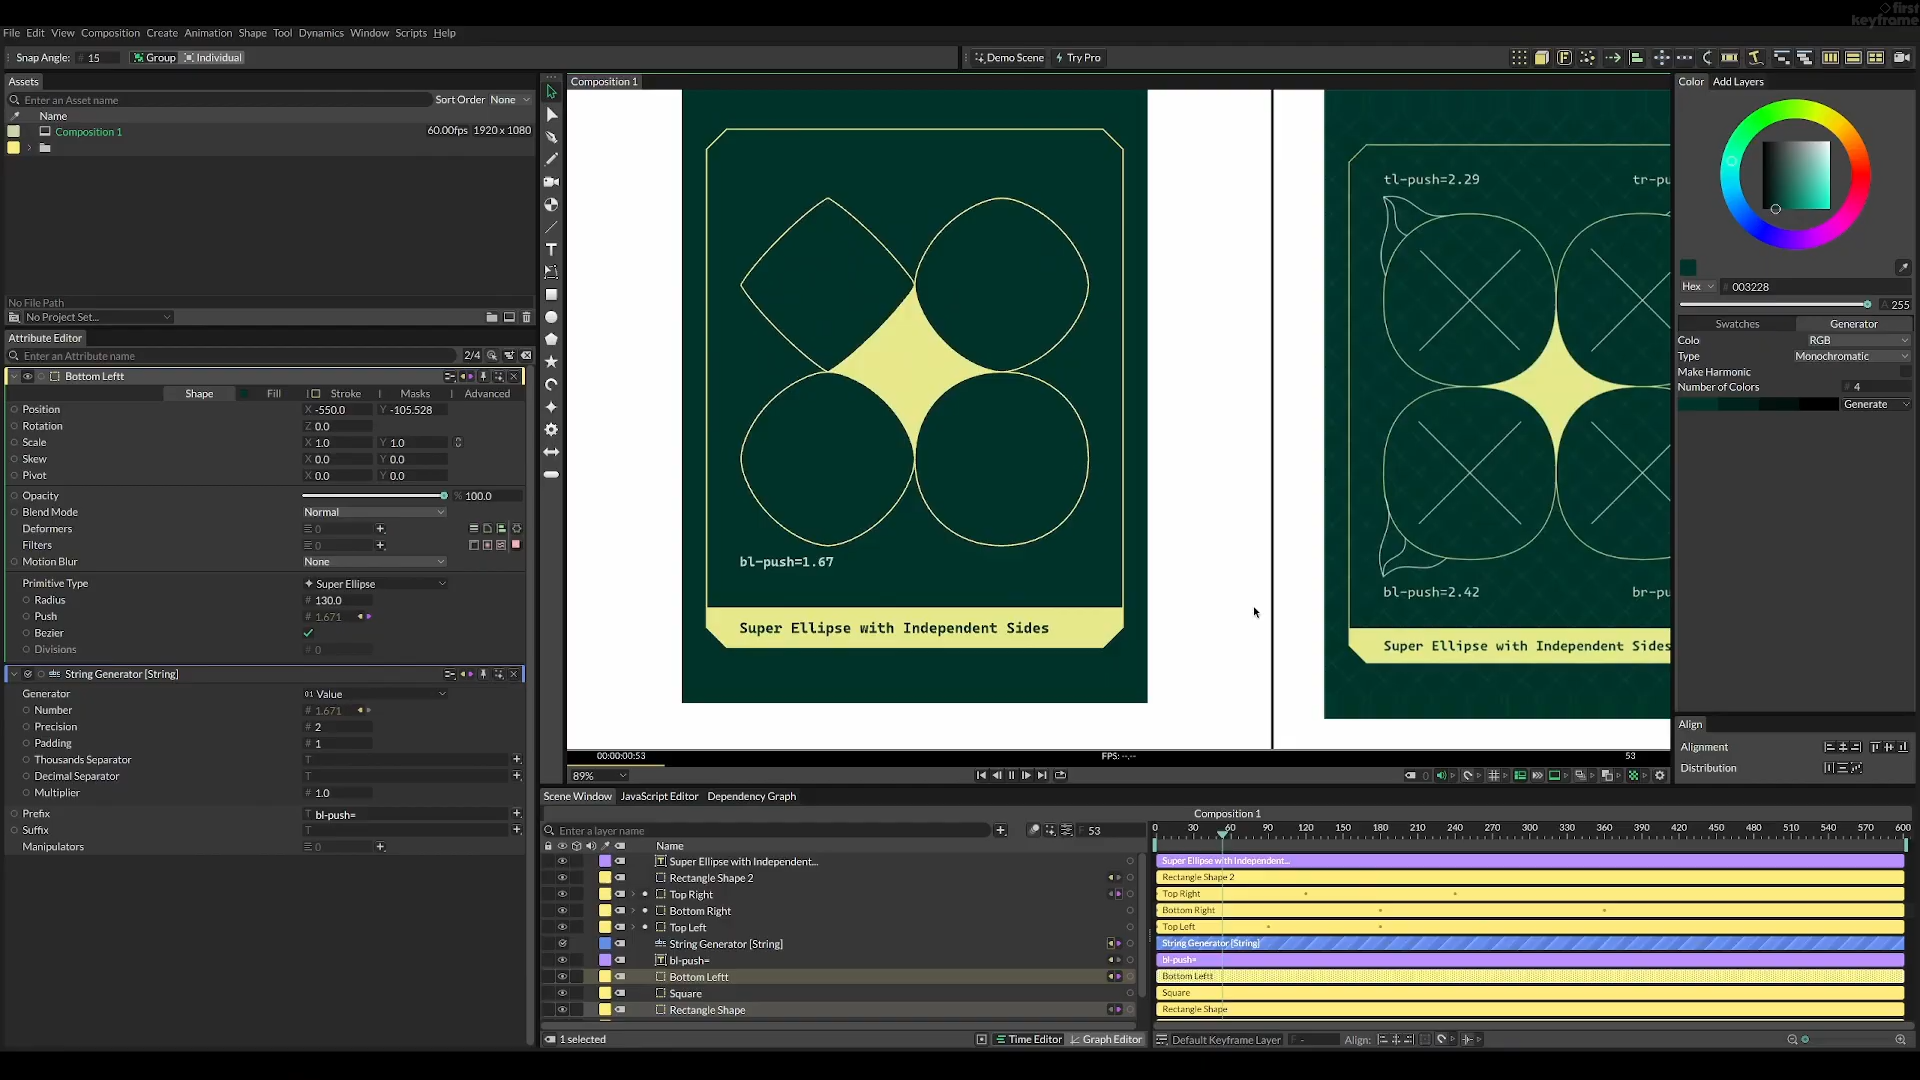 first
keyframe
File Edit View Composition Create Animation Shape Tool Dynamics Window Scripts Help
Snap Angle: # 15 Group Individual Demo Scene Try Pro
Assets
Enter an Asset name Sort Order None
Name
Composition 1 60.00fps 1920 x 1080
No File Path
No Project Set...
Attribute Editor
Enter an Attribute name 2/4
Bottom Leftt
Shape Fill Stroke Masks Advanced
Position X -550.0 Y -105.528
Rotation Z 0.0
Scale X 1.0 Y 1.0
Skew X 0.0 Y 0.0
Pivot X 0.0 Y 0.0
Opacity % 100.0
Blend Mode Normal
Deformers 0
Filters 0
Motion Blur None
Primitive Type Super Ellipse
Radius # 130.0
Push # 1.671
Bezier
Divisions # 0
String Generator [String]
Generator 01 Value
Number # 1.671
Precision # 2
Padding # 1
Thousands Separator T
Decimal Separator T
Multiplier # 1.0
Prefix T bl-push=
Suffix T
Manipulators 0
Composition 1
bl-push=1.67
Super Ellipse with Independent Sides
tl-push=2.29 tr-pu
bl-push=2.42 br-pu
Super Ellipse with Independent Sides
00:00:00:53 FPS: --.-- 53
89%
Color Add Layers
Hex # 003228
A 255
Swatches Generator
Colo RGB
Type Monochromatic
Make Harmonic
Number of Colors # 4
Generate
Align
Alignment
Distribution
Scene Window JavaScript Editor Dependency Graph
Enter a layer name F 53
Name
Super Ellipse with Independent...
Rectangle Shape 2
Top Right
Bottom Right
Top Left
String Generator [String]
bl-push=
Bottom Leftt
Square
Rectangle Shape
1 selected Time Editor Graph Editor
Composition 1
0 30 60 90 120 150 180 210 240 270 300 330 360 390 420 450 480 510 540 570 600
Super Ellipse with Independent...
Rectangle Shape 2
Top Right
Bottom Right
Top Left
String Generator [String]
bl-push=
Bottom Leftt
Square
Rectangle Shape
Default Keyframe Layer F - Align: